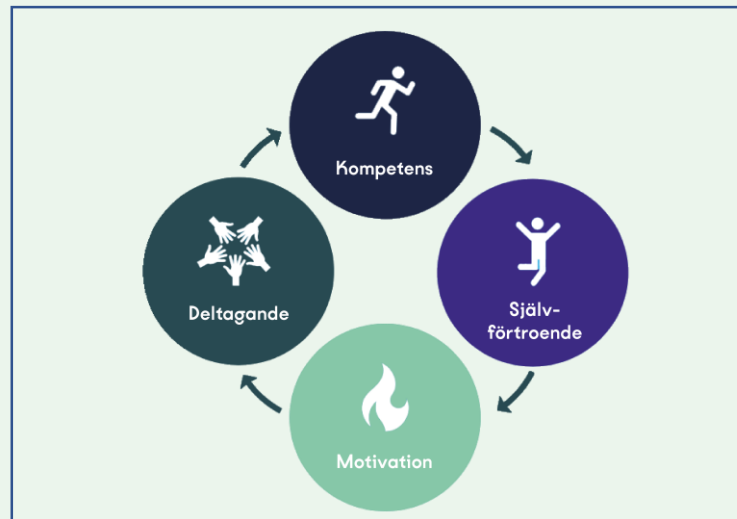 Kompetens
Själv-
förtroende
Motivation
Deltagande